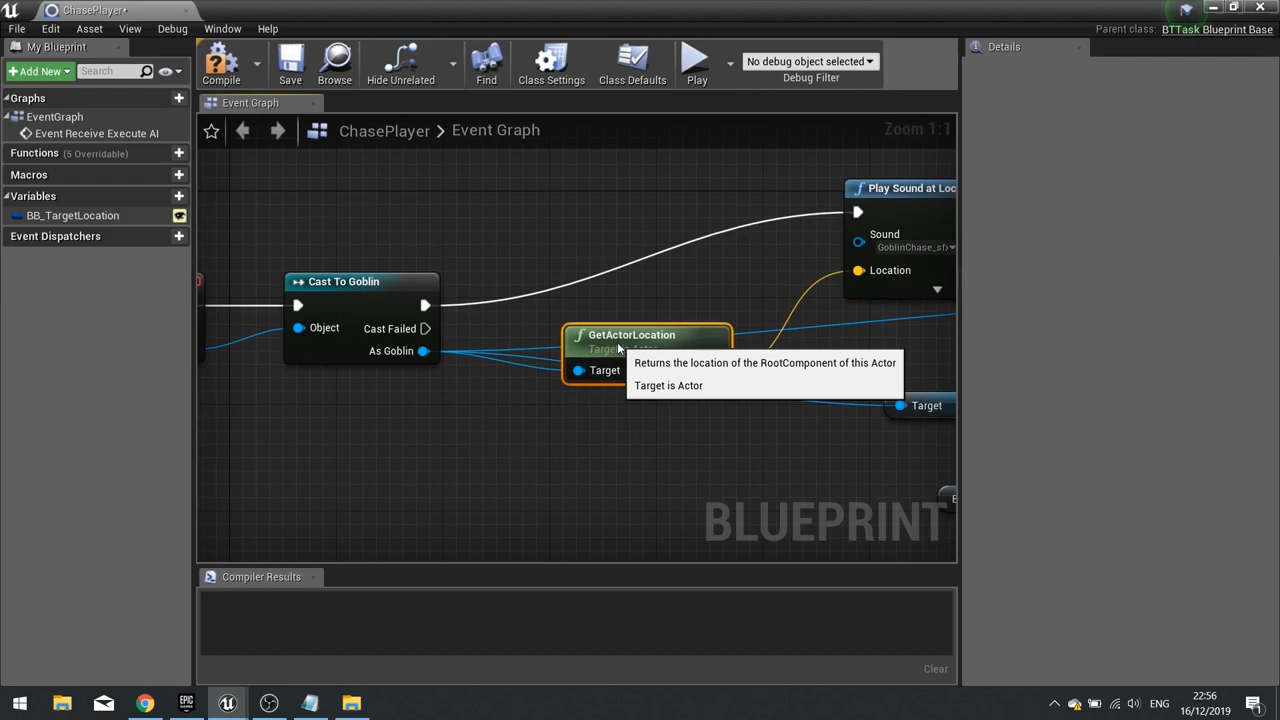 ChasePlayer*
File Edit Asset View Debug Window Help
Parent class: BTTask Blueprint Base
My Blueprint
Add New
Search
Graphs
EventGraph
Event Receive Execute AI
Functions (5 Overridable)
Macros
Variables
BB_TargetLocation
Event Dispatchers
Compile
Save
Browse
Hide Unrelated
Find
Class Settings
Class Defaults
Play
No debug object selected
Debug Filter
Event Graph
ChasePlayer > Event Graph
Zoom 1:1
Cast To Goblin
Object
Cast Failed
As Goblin
GetActorLocation
Target
Returns the location of the RootComponent of this Actor
Target is Actor
Play Sound at Loc
Sound
GoblinChase_sf
Location
Target
BLUEPRINT
Compiler Results
Clear
Details
EPIC
GAMES
ENG
22:56
16/12/2019
1